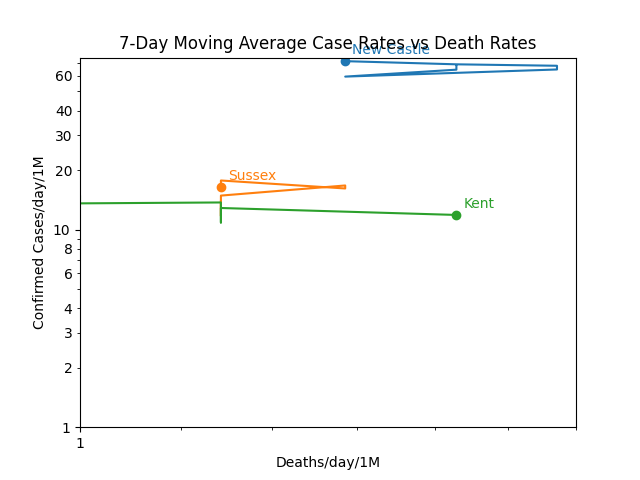 7-Day Moving Average Case Rates vs Death Rates
New Castle
60
40
30
Sussex
20
Kent
10
8
6
4
3
2
1
1
Confirmed Cases/day/1M
Deaths/day/1M